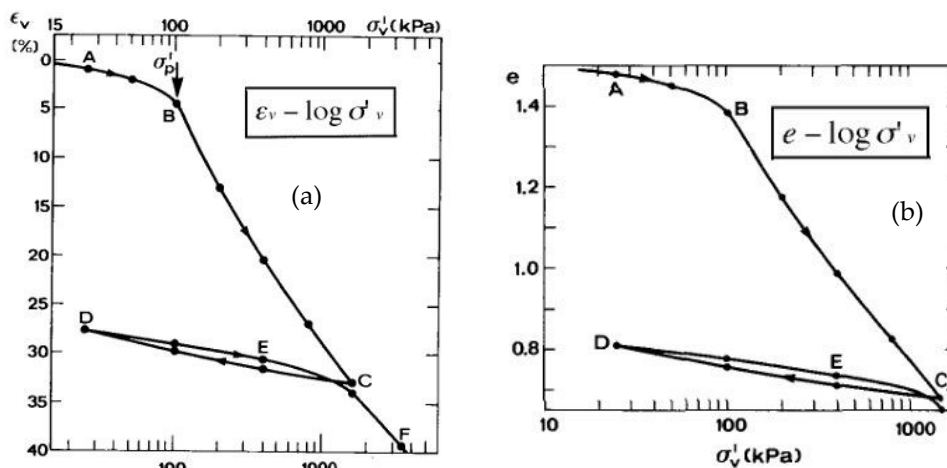 ϵv 15 100 1000 σ'v(kPa)
[%]
0
5
10
15
20
25
30
35
40
A
σ'p
B
εv – log σ'v
(a)
D
E
C
F
100 1000
e
1.4
1.2
1.0
0.8
A
B
e – log σ'v
(b)
D
E
C
10 100 1000
σ'v(kPa)